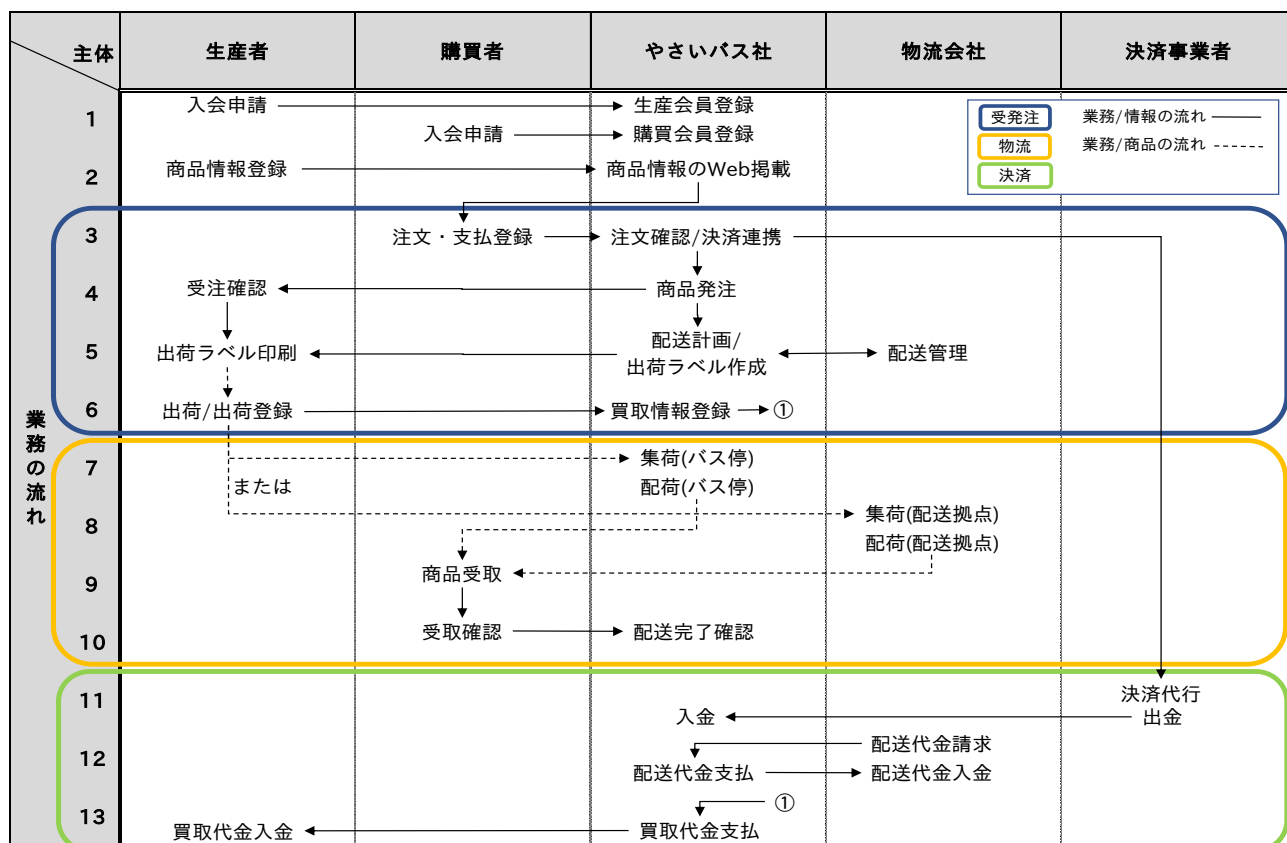 主体
生産者
購買者
やさいバス社
物流会社
決済事業者
業務の流れ
1
入会申請
生産会員登録
入会申請
購買会員登録
受発注
業務/情報の流れ
物流
業務/商品の流れ
決済
2
商品情報登録
商品情報のWeb掲載
3
注文・支払登録
注文確認/決済連携
4
受注確認
商品発注
5
出荷ラベル印刷
配送計画/
出荷ラベル作成
配送管理
6
出荷/出荷登録
買取情報登録
①
7
集荷(バス停)
または
配荷(バス停)
8
集荷(配送拠点)
配荷(配送拠点)
9
商品受取
10
受取確認
配送完了確認
11
決済代行
入金
出金
12
配送代金請求
配送代金支払
配送代金入金
13
①
買取代金入金
買取代金支払